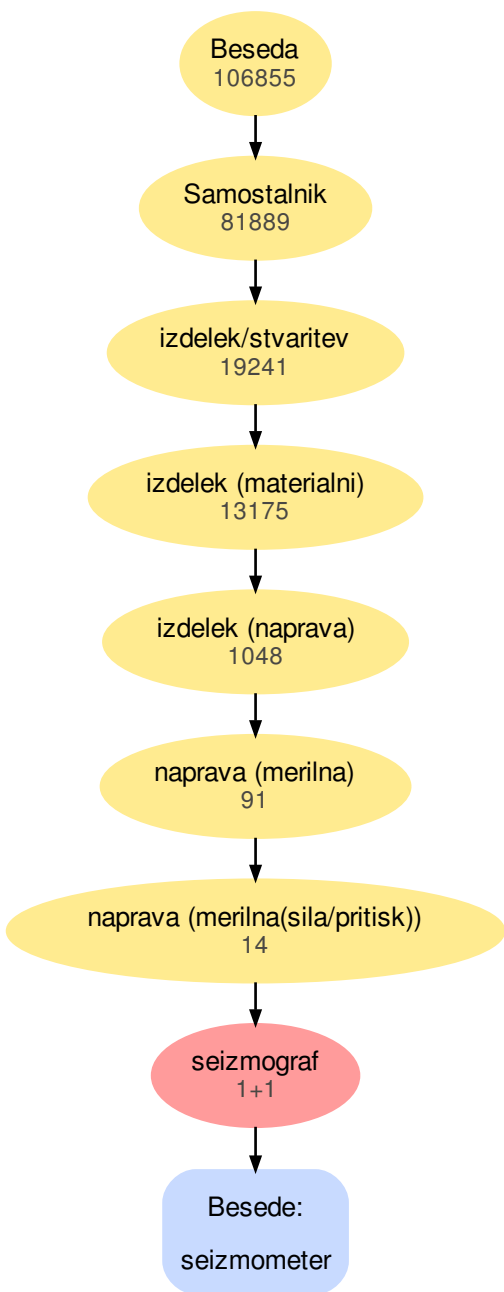 Beseda
106855
Samostalnik
81889
izdelek/stvaritev
19241
izdelek (materialni)
13175
izdelek (naprava)
1048
naprava (merilna)
91
naprava (merilna(sila/pritisk))
14
seizmograf
1+1
Besede:
seizmometer